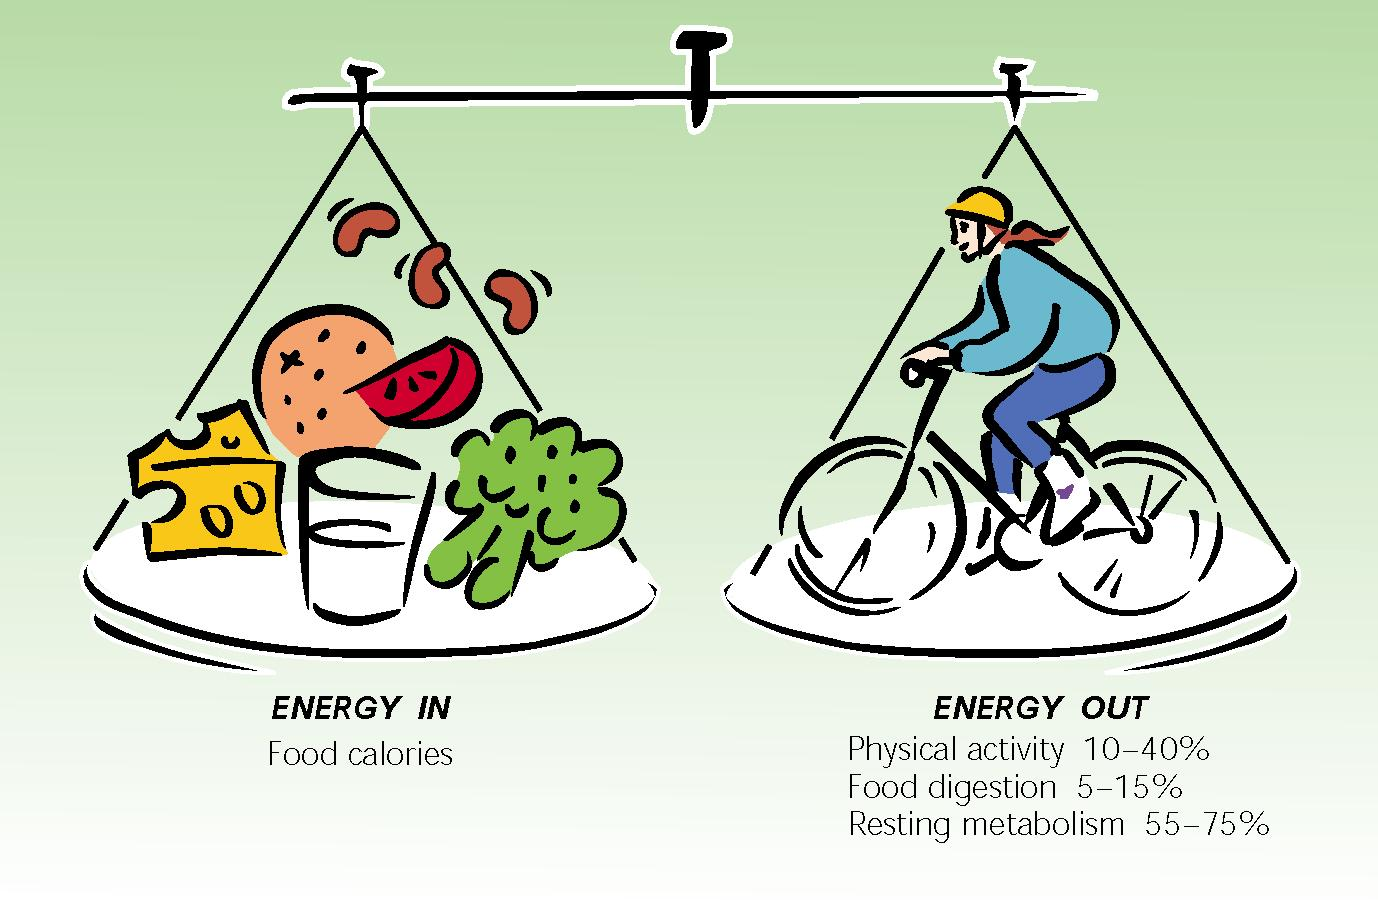 ENERGY IN
Food calories
ENERGY OUT
Physical activity 10–40%
Food digestion 5–15%
Resting metabolism 55–75%